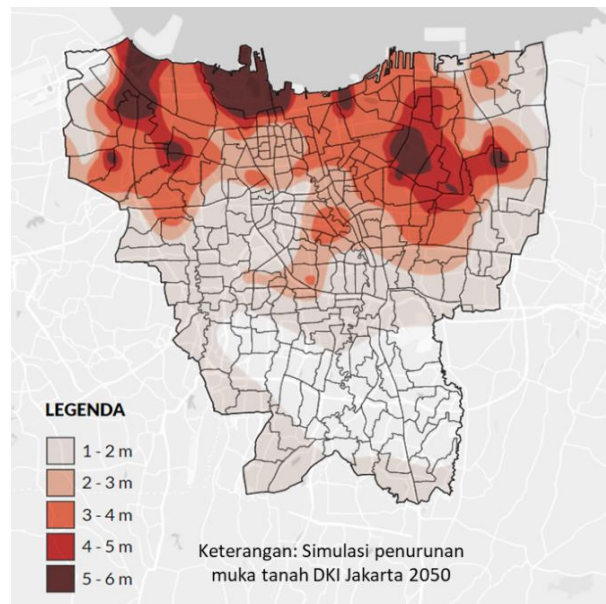 LEGENDA
1 - 2 m
2 - 3 m
3 - 4 m
4 - 5 m
5 - 6 m
Keterangan: Simulasi penurunan
muka tanah DKI Jakarta 2050